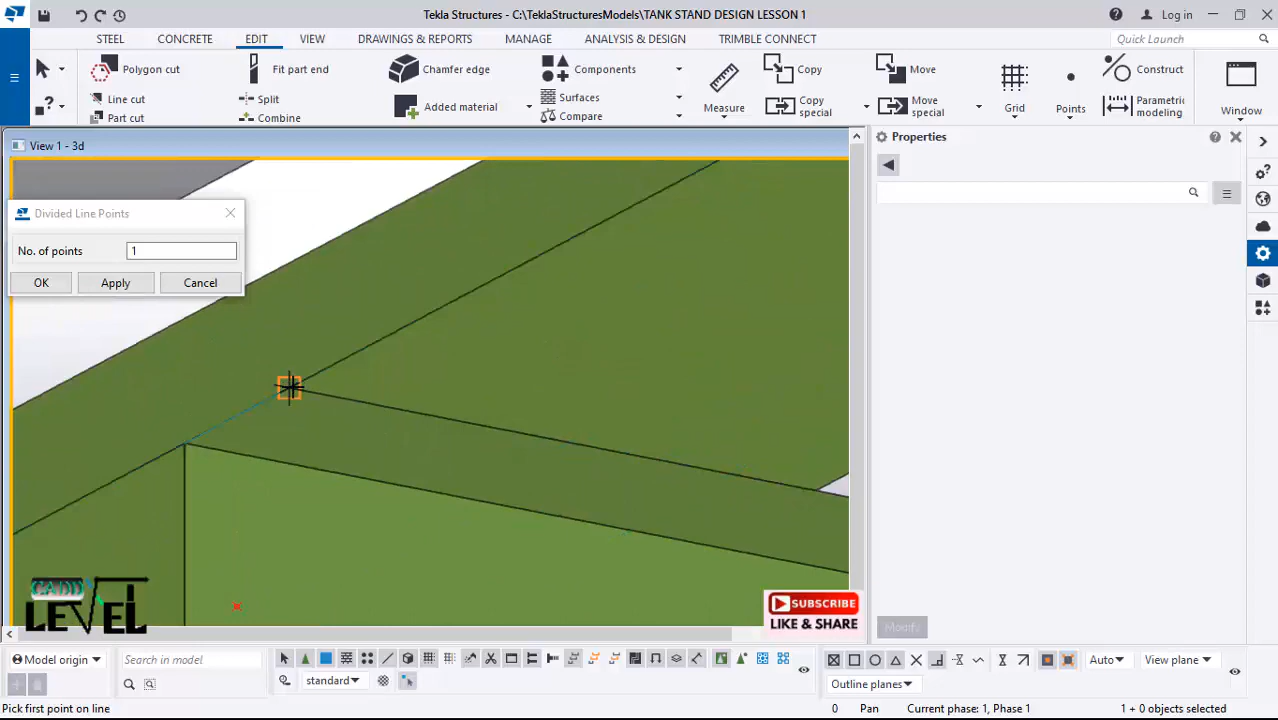 Tekla Structures - C:\TeklaStructuresModels\TANK STAND DESIGN LESSON 1
Log in
STEEL CONCRETE EDIT VIEW DRAWINGS & REPORTS MANAGE ANALYSIS & DESIGN TRIMBLE CONNECT
Quick Launch
Polygon cut Fit part end Chamfer edge Components Copy Move Construct
Line cut Split Added material Surfaces Measure Copy special Move special Grid Points Parametric modeling Window
Part cut Combine Compare
View 1 - 3d
Properties
Divided Line Points
No. of points 1
OK Apply Cancel
CADD
LEVEL
SUBSCRIBE
LIKE & SHARE
Modify
Model origin Search in model Auto View plane
standard Outline planes
Pick first point on line 0 Pan Current phase: 1, Phase 1 1 + 0 objects selected